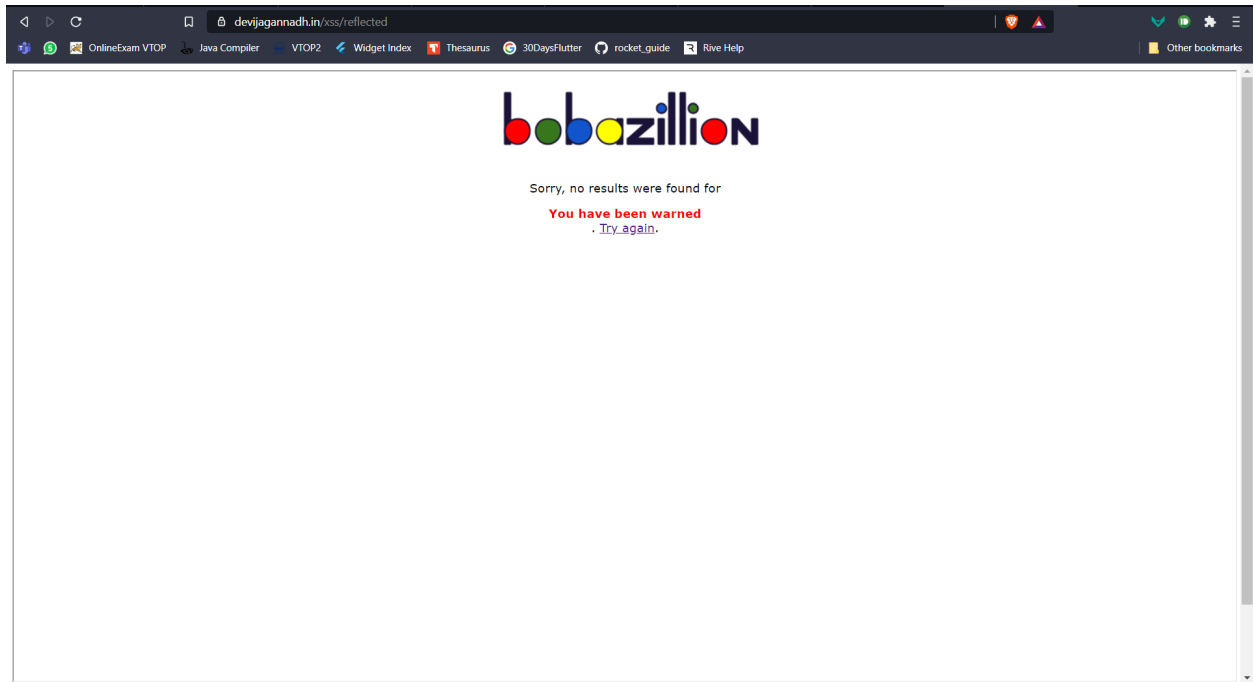 devijagannadh.in/xss/reflected
OnlineExam VTOP Java Compiler VTOP2 Widget Index Thesaurus 30DaysFlutter rocket_guide Rive Help Other bookmarks
bobazillion
Sorry, no results were found for
You have been warned
. Try again.